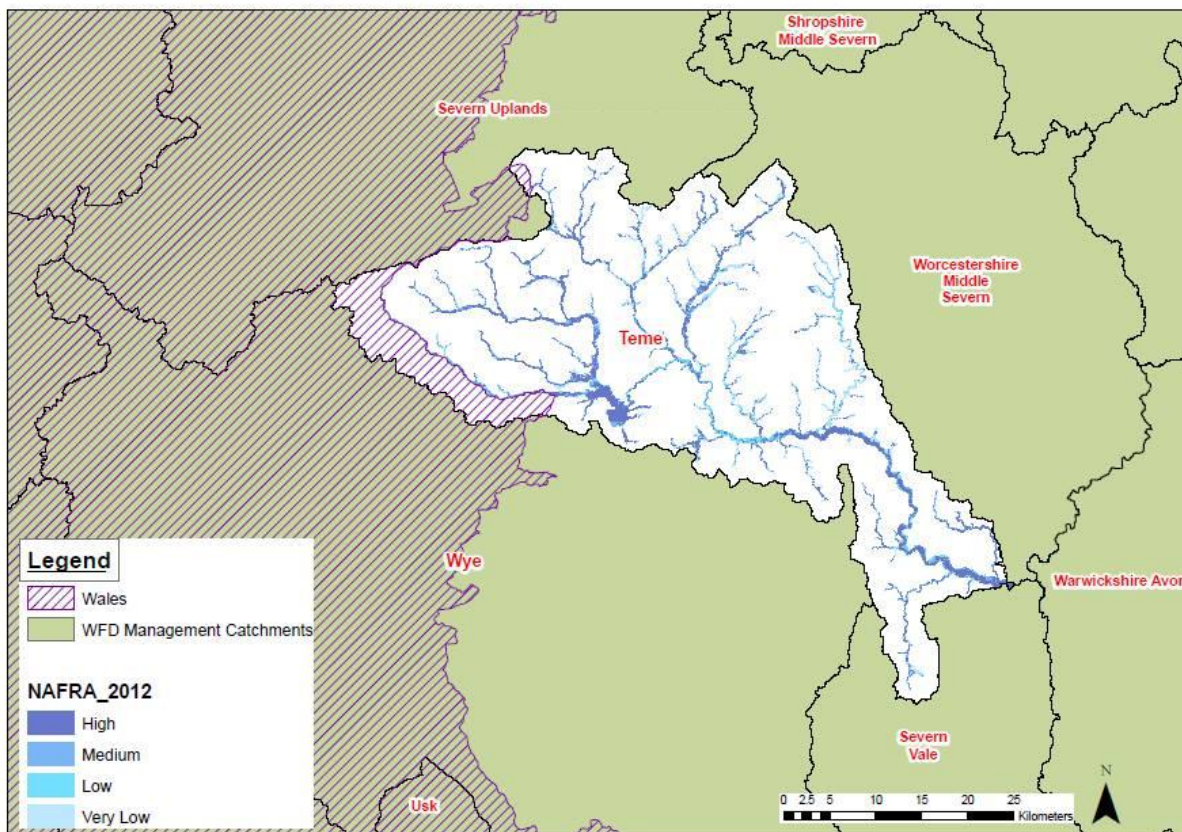 Shropshire
Middle Severn
Severn Uplands
Worcestershire
Middle
Severn
Teme
Wye
Warwickshire Avon
Severn
Vale
Usk
Legend
Wales
WFD Management Catchments
NAFRA_2012
High
Medium
Low
Very Low
N
0 2.5 5 10 15 20 25
Kilometers